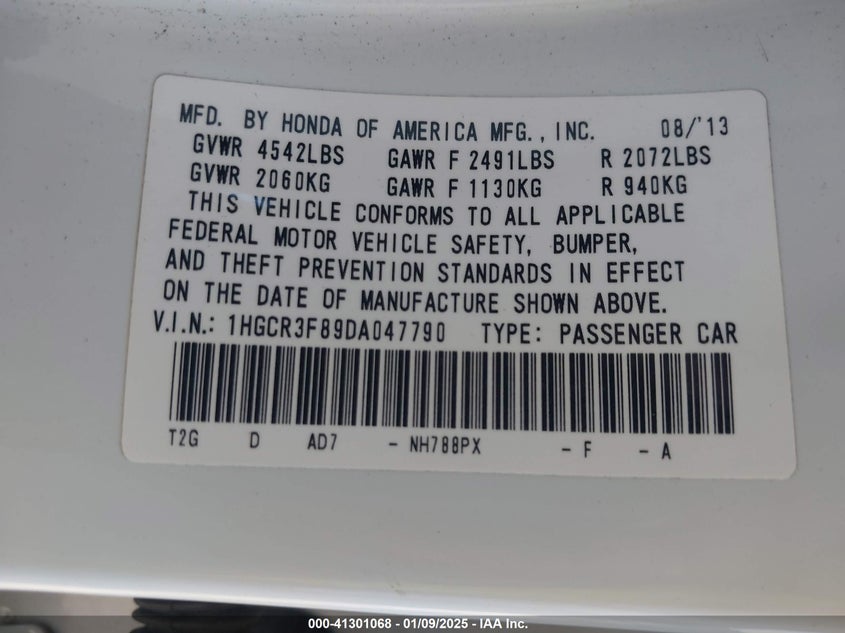 MFD. BY HONDA OF AMERICA MFG., INC. 08/'13
GVWR 4542LBS GAWR F 2491LBS R 2072LBS
GVWR 2060KG GAWR F 1130KG R 940KG
THIS VEHICLE CONFORMS TO ALL APPLICABLE
FEDERAL MOTOR VEHICLE SAFETY, BUMPER,
AND THEFT PREVENTION STANDARDS IN EFFECT
ON THE DATE OF MANUFACTURE SHOWN ABOVE.
V.I.N.: 1HGCR3F89DA047790 TYPE: PASSENGER CAR
T2G D AD7 - NH788PX - F - A
000-41301068 - 01/09/2025 - IAA Inc.